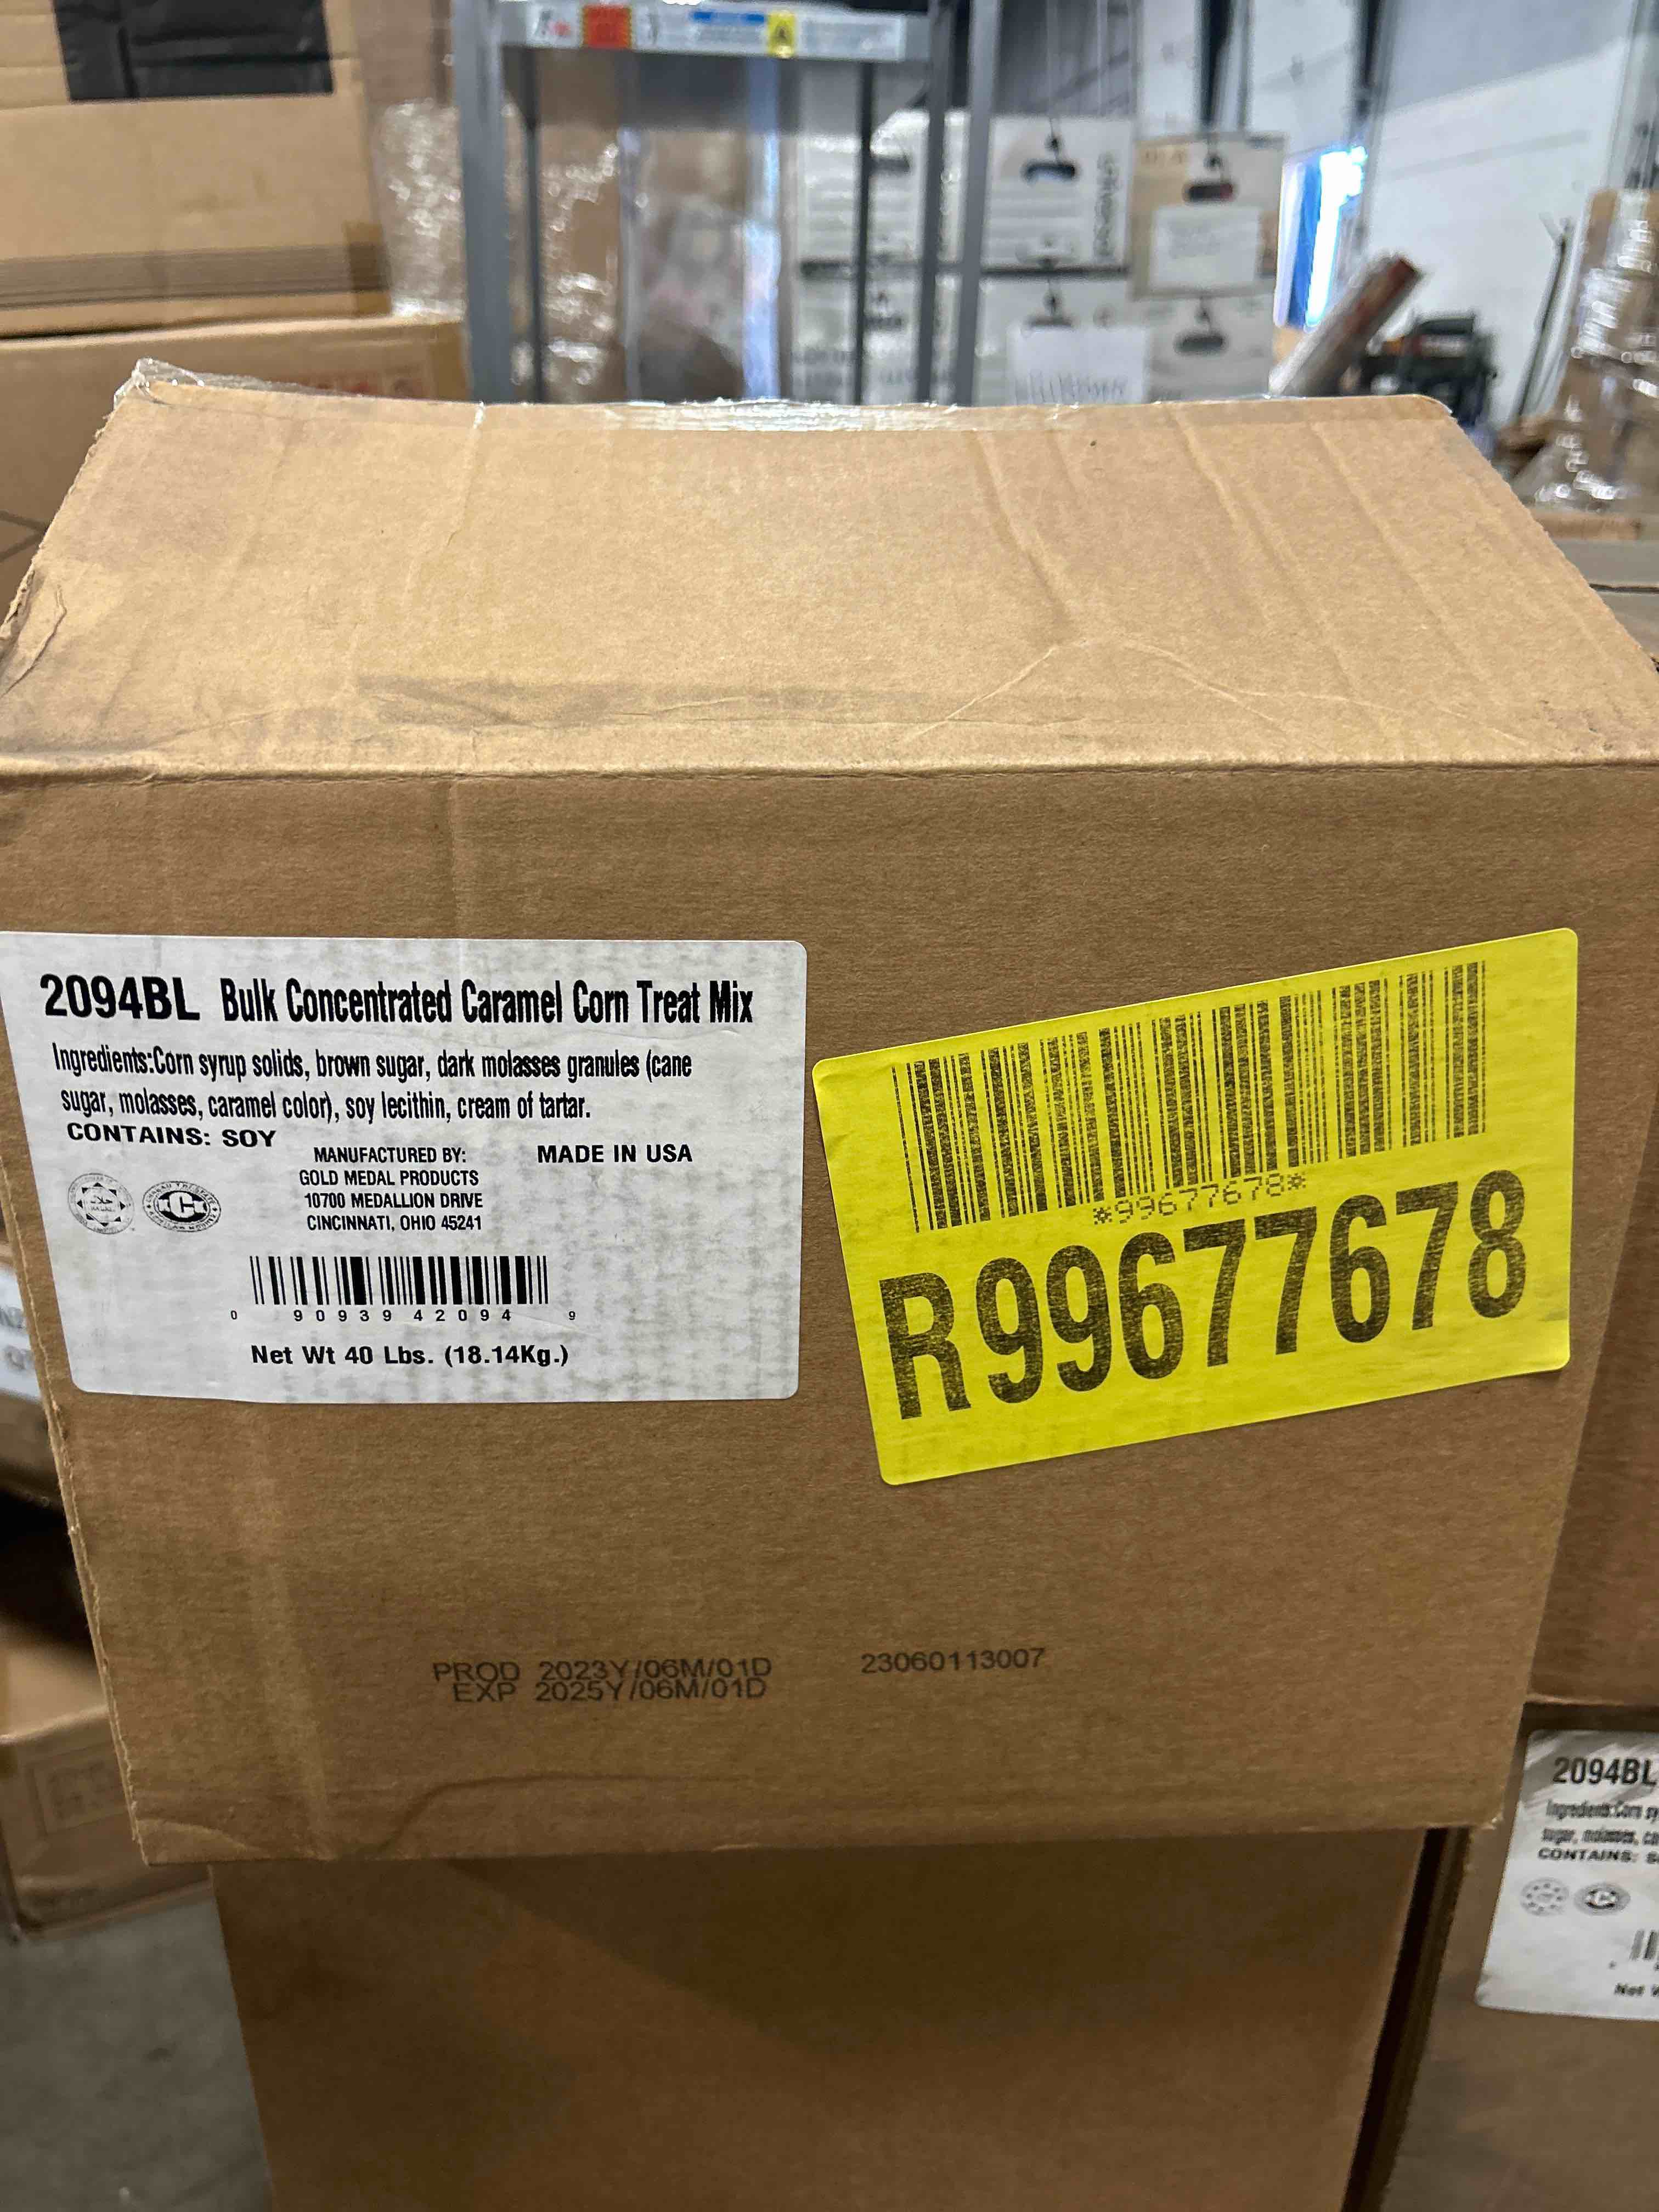 2094BL Bulk Concentrated Caramel Corn Treat Mix
Ingredients:Corn syrup solids, brown sugar, dark molasses granules (cane
sugar, molasses, caramel color), soy lecithin, cream of tartar.
CONTAINS: SOY
MANUFACTURED BY:
MADE IN USA
GOLD MEDAL PRODUCTS
10700 MEDALLION DRIVE
CINCINNATI, OHIO 45241
0 90939 42094 9
Net Wt 40 Lbs. (18.14Kg.)
*99677678*
R99677678
PROD 2023Y/06M/01D 23060113007
EXP 2025Y/06M/01D
2094BL
Ingredients:Corn sy
sugar, molasses, ca
CONTAINS: S
Net W